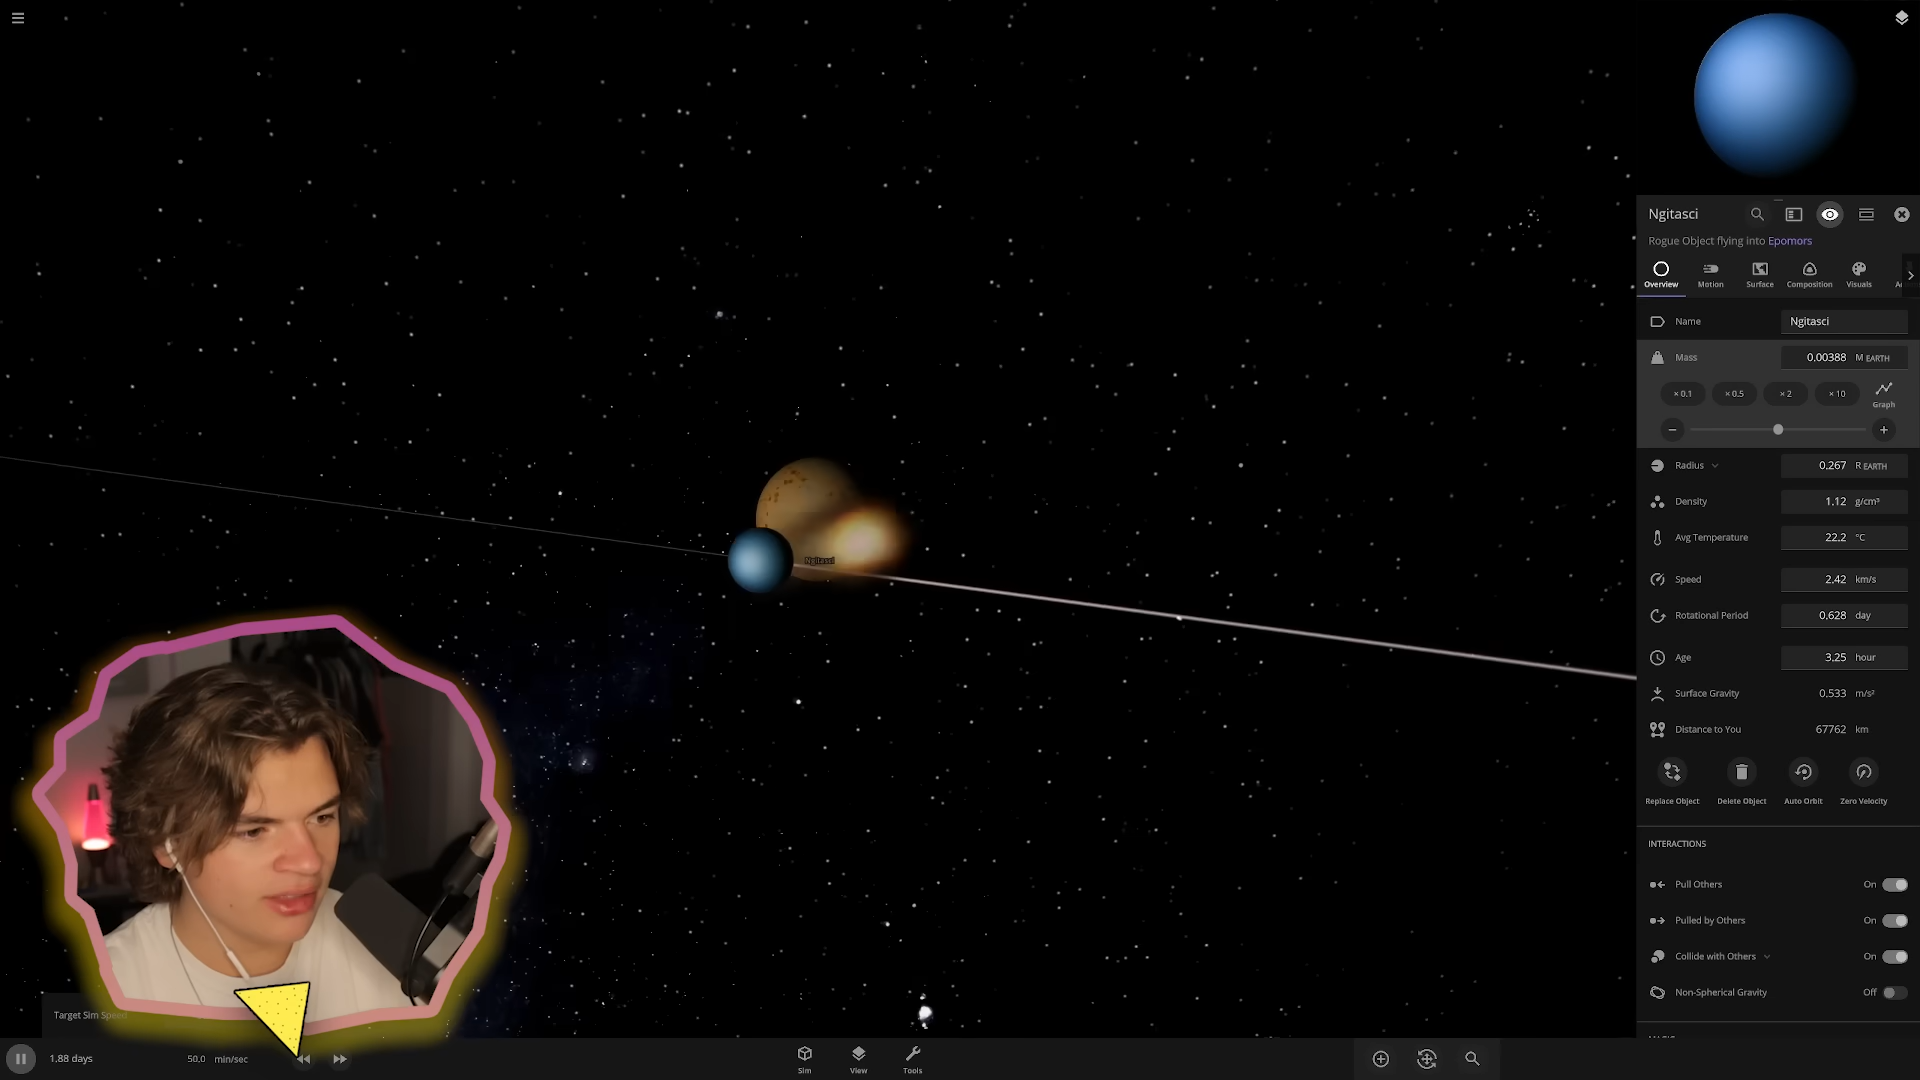 Ngitasci
Rogue Object flying into Epomors
Overview
Motion
Surface
Composition
Visuals
Name
Ngitasci
Mass
0.00388 M EARTH
× 0.1
× 0.5
× 2
× 10
Graph
Radius
0.267 R EARTH
Density
1.12 g/cm³
Avg Temperature
22.2 °C
Speed
2.42 km/s
Rotational Period
0.628 day
Age
3.25 hour
Surface Gravity
0.533 m/s²
Distance to You
67762 km
Replace Object
Delete Object
Auto Orbit
Zero Velocity
INTERACTIONS
Pull Others
On
Pulled by Others
On
Collide with Others
On
Non-Spherical Gravity
Off
Ngitasci
Target Sim Speed
1.88 days
50.0 min/sec
Sim
View
Tools